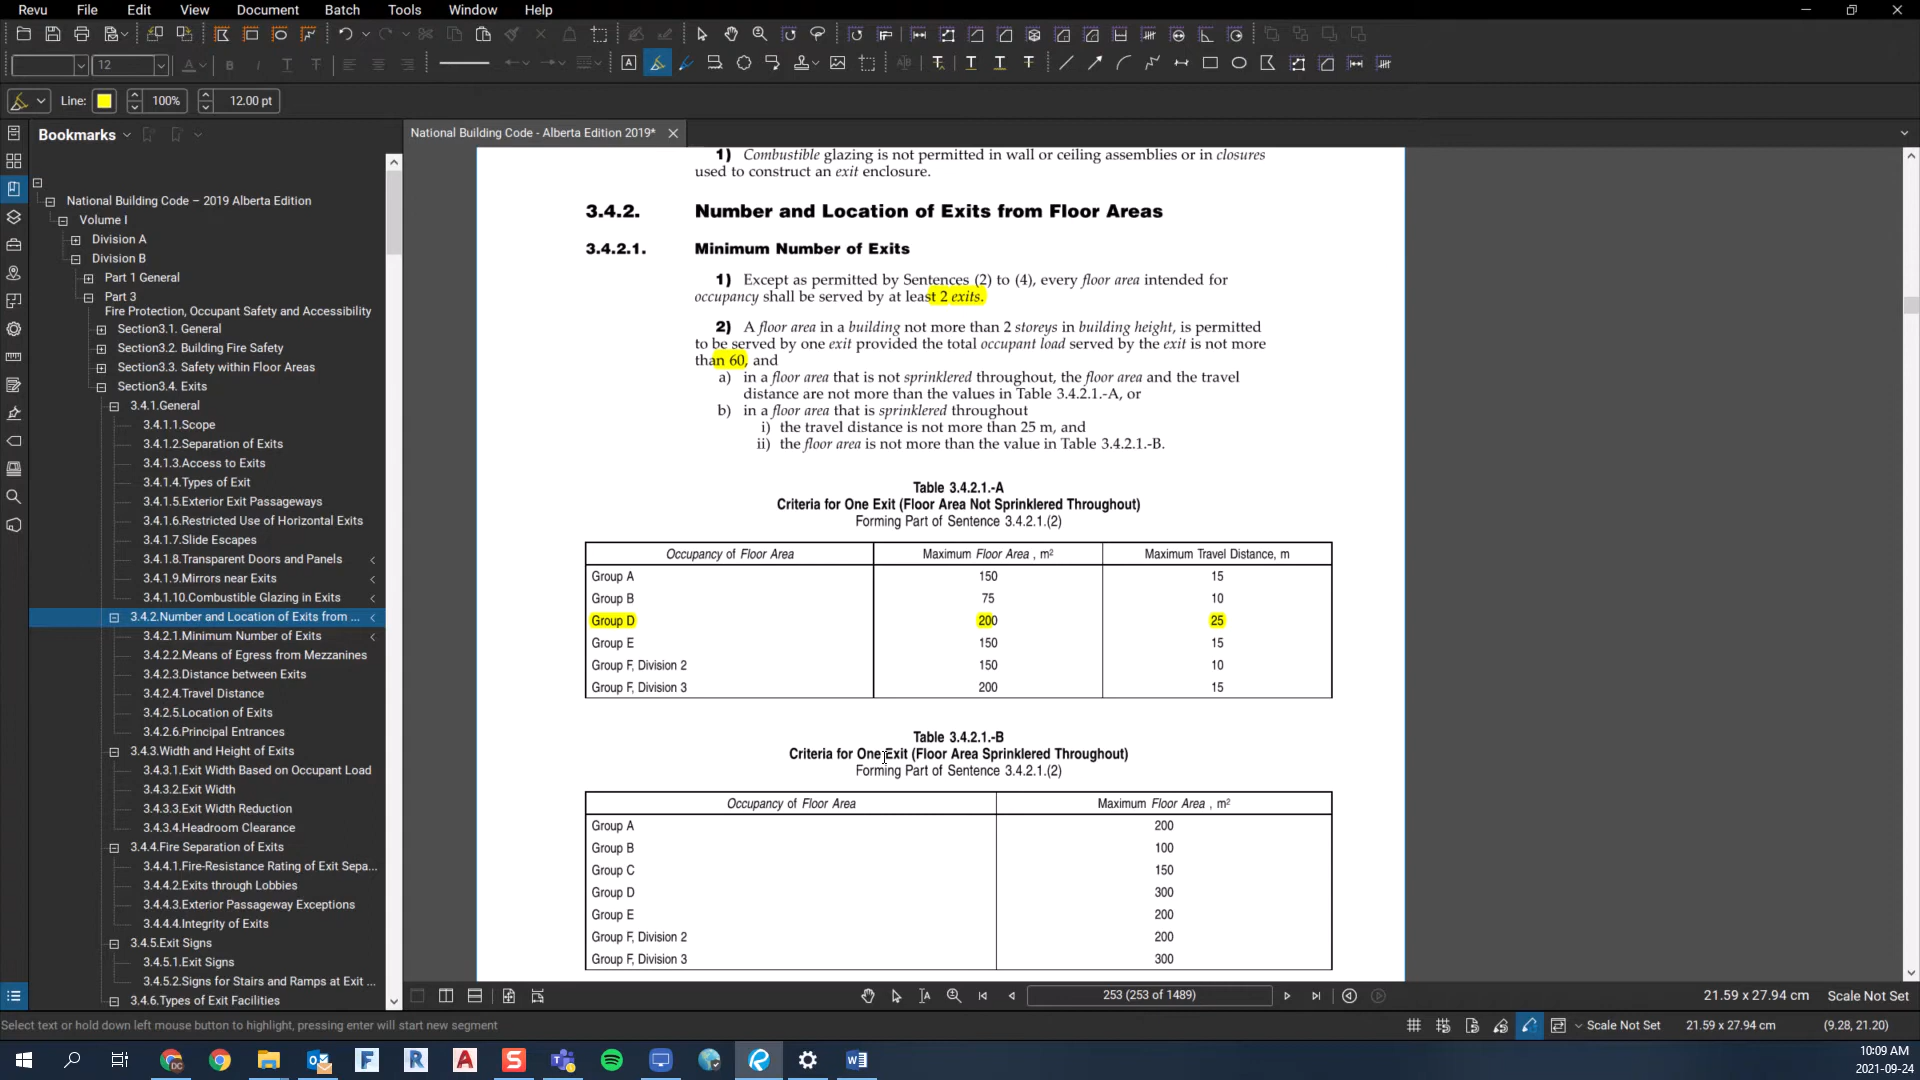 Revu File Edit View Document Batch Tools Window Help
12
Line: 100% 12.00 pt
Bookmarks
National Building Code – 2019 Alberta Edition
Volume I
Division A
Division B
Part 1 General
Part 3
Fire Protection, Occupant Safety and Accessibility
Section3.1. General
Section3.2. Building Fire Safety
Section3.3. Safety within Floor Areas
Section3.4. Exits
3.4.1.General
3.4.1.1.Scope
3.4.1.2.Separation of Exits
3.4.1.3.Access to Exits
3.4.1.4.Types of Exit
3.4.1.5.Exterior Exit Passageways
3.4.1.6.Restricted Use of Horizontal Exits
3.4.1.7.Slide Escapes
3.4.1.8.Transparent Doors and Panels
3.4.1.9.Mirrors near Exits
3.4.1.10.Combustible Glazing in Exits
3.4.2.Number and Location of Exits from ...
3.4.2.1.Minimum Number of Exits
3.4.2.2.Means of Egress from Mezzanines
3.4.2.3.Distance between Exits
3.4.2.4.Travel Distance
3.4.2.5.Location of Exits
3.4.2.6.Principal Entrances
3.4.3.Width and Height of Exits
3.4.3.1.Exit Width Based on Occupant Load
3.4.3.2.Exit Width
3.4.3.3.Exit Width Reduction
3.4.3.4.Headroom Clearance
3.4.4.Fire Separation of Exits
3.4.4.1.Fire-Resistance Rating of Exit Sepa...
3.4.4.2.Exits through Lobbies
3.4.4.3.Exterior Passageway Exceptions
3.4.4.4.Integrity of Exits
3.4.5.Exit Signs
3.4.5.1.Exit Signs
3.4.5.2.Signs for Stairs and Ramps at Exit ...
3.4.6.Types of Exit Facilities
National Building Code - Alberta Edition 2019*
1) Combustible glazing is not permitted in wall or ceiling assemblies or in closures
used to construct an exit enclosure.
3.4.2. Number and Location of Exits from Floor Areas
3.4.2.1. Minimum Number of Exits
1) Except as permitted by Sentences (2) to (4), every floor area intended for
occupancy shall be served by at least 2 exits.
2) A floor area in a building not more than 2 storeys in building height, is permitted
to be served by one exit provided the total occupant load served by the exit is not more
than 60, and
a) in a floor area that is not sprinklered throughout, the floor area and the travel
distance are not more than the values in Table 3.4.2.1.-A, or
b) in a floor area that is sprinklered throughout
i) the travel distance is not more than 25 m, and
ii) the floor area is not more than the value in Table 3.4.2.1.-B.
Table 3.4.2.1.-A
Criteria for One Exit (Floor Area Not Sprinklered Throughout)
Forming Part of Sentence 3.4.2.1.(2)
Occupancy of Floor Area Maximum Floor Area , m² Maximum Travel Distance, m
Group A 150 15
Group B 75 10
Group D 200 25
Group E 150 15
Group F, Division 2 150 10
Group F, Division 3 200 15
Table 3.4.2.1.-B
Criteria for One Exit (Floor Area Sprinklered Throughout)
Forming Part of Sentence 3.4.2.1.(2)
Occupancy of Floor Area Maximum Floor Area , m²
Group A 200
Group B 100
Group C 150
Group D 300
Group E 200
Group F, Division 2 200
Group F, Division 3 300
253 (253 of 1489) 21.59 x 27.94 cm Scale Not Set
Select text or hold down left mouse button to highlight, pressing enter will start new segment
Scale Not Set 21.59 x 27.94 cm (9.28, 21.20)
10:09 AM
2021-09-24